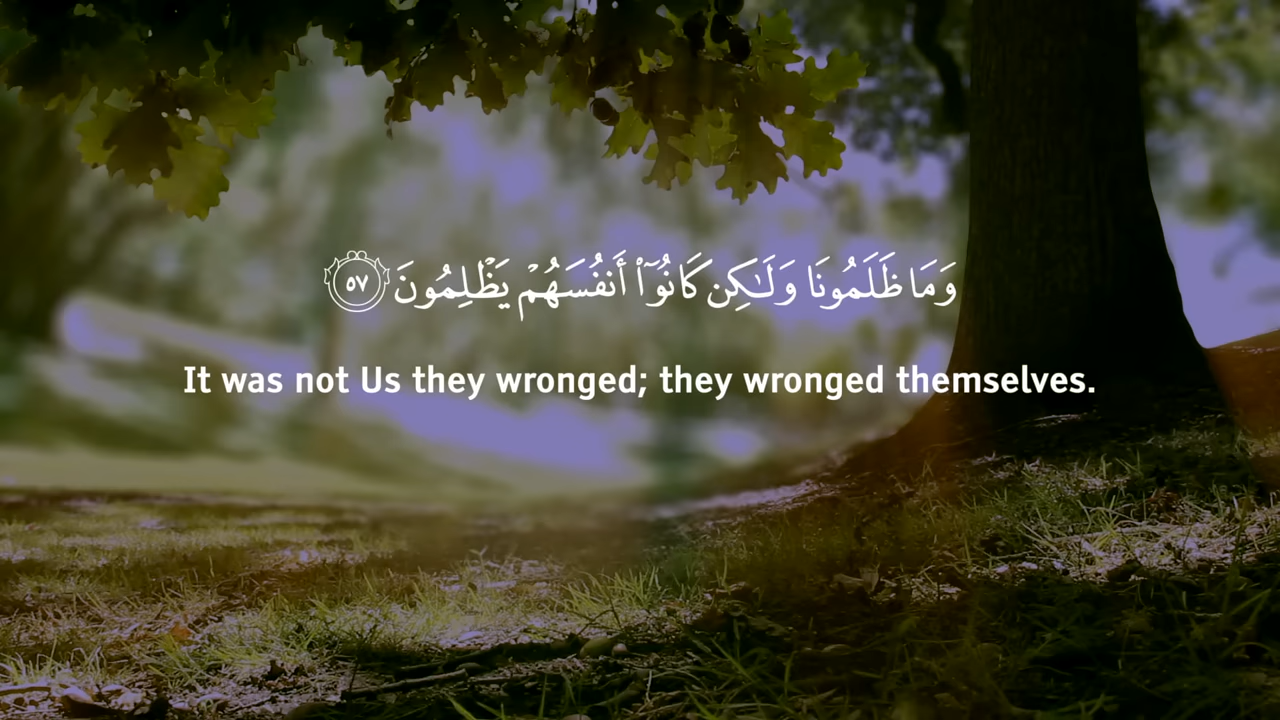 وَمَا ظَلَمُونَا وَلَـٰكِن كَانُوٓا۟ أَنفُسَهُمْ يَظْلِمُونَ ٥٧
It was not Us they wronged; they wronged themselves.